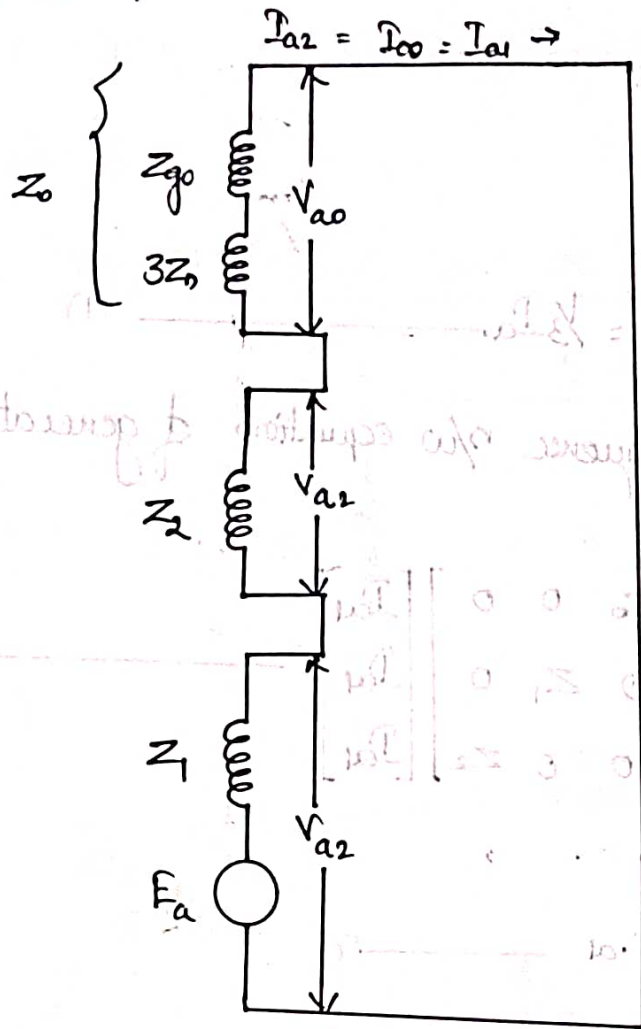 Ia2 = Ia0 = Ia1 →
Z0
Zg0
Va0
3Zn
Z2
Va2
Z1
Va2
Ea